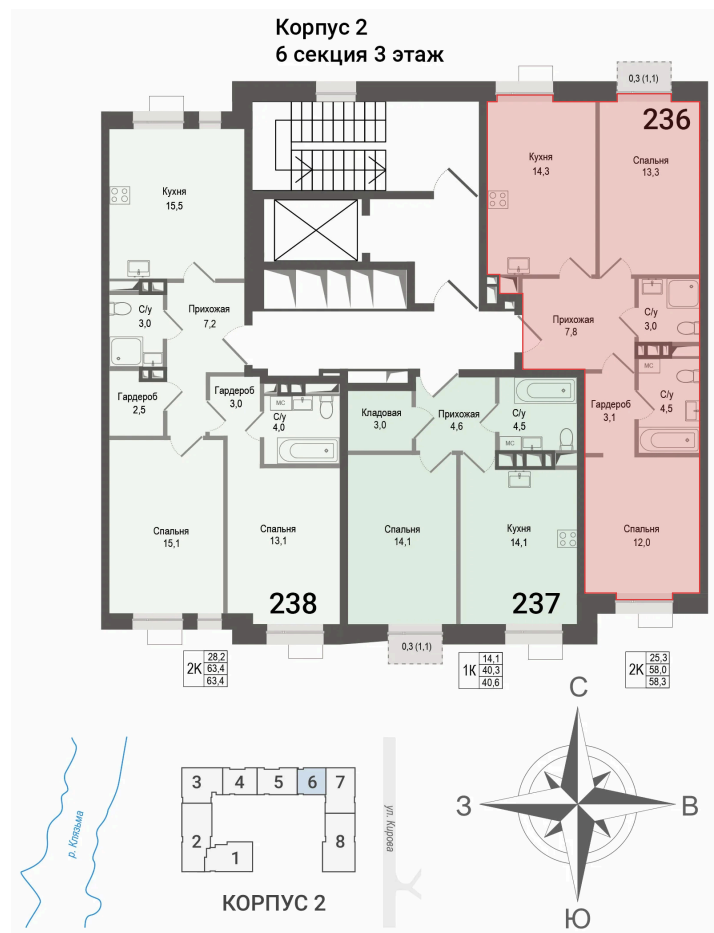 Корпус 2
6 секция 3 этаж
0,3 (1,1)
236
Кухня
14,3
Спальня
13,3
Кухня
15,5
С/у
3,0
Прихожая
7,2
Прихожая
7,8
С/у
3,0
МС
С/у
4,5
Гардероб
2,5
Гардероб
3,0
МС
С/у
4,0
Кладовая
3,0
Прихожая
4,6
С/у
4,5
МС
Гардероб
3,1
Спальня
15,1
Спальня
13,1
Спальня
14,1
Кухня
14,1
Спальня
12,0
238
237
0,3 (1,1)
2К
28,2
63,4
63,4
1К
14,1
40,3
40,6
2К
25,3
58,0
58,3
С
З
В
Ю
р. Клязьма
3
4
5
6
7
2
1
8
ул. Кирова
КОРПУС 2